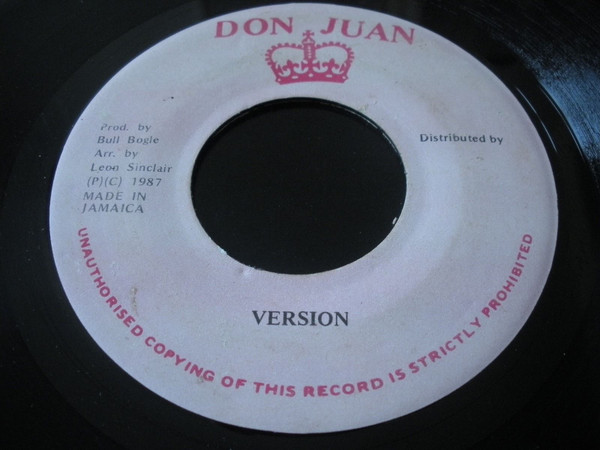 DON JUAN
Prod. by
Bull Bogle
Arr. by
Leon Sinclair
(P)(C) 1987
MADE IN
JAMAICA
Distributed by
VERSION
UNAUTHORISED COPYING OF THIS RECORD IS STRICTLY PROHIBITED